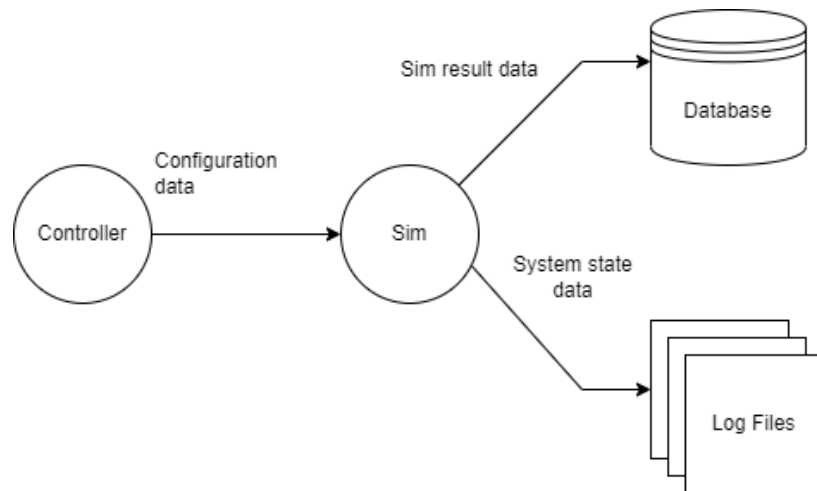 Sim result data
Database
Configuration
data
Controller
Sim
System state
data
Log Files